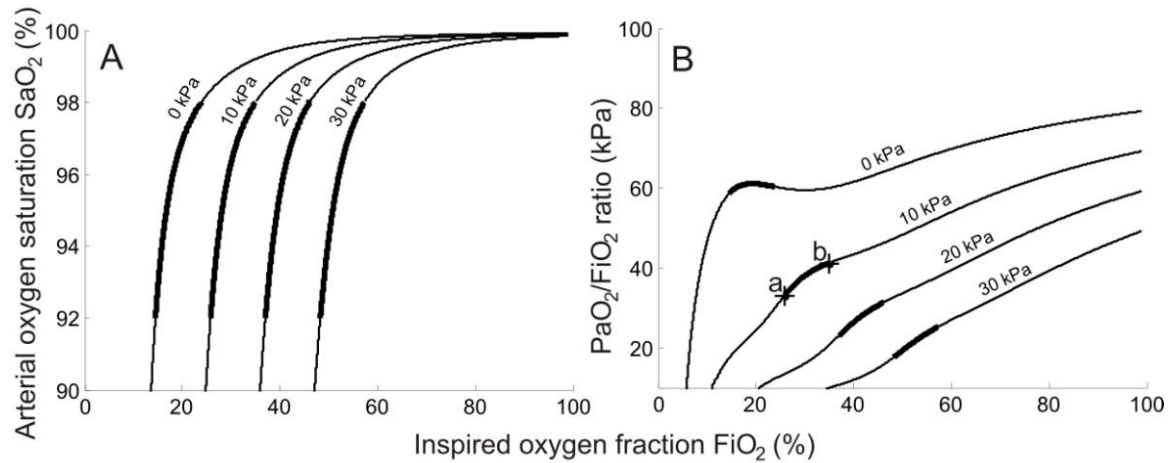 Arterial oxygen saturation SaO2 (%)
100
98
96
94
92
90
A
0 kPa
10 kPa
20 kPa
30 kPa
0
20
40
60
80
100
PaO2/FiO2 ratio (kPa)
100
80
60
40
20
B
0 kPa
10 kPa
20 kPa
30 kPa
a
b
0
20
40
60
80
100
Inspired oxygen fraction FiO2 (%)